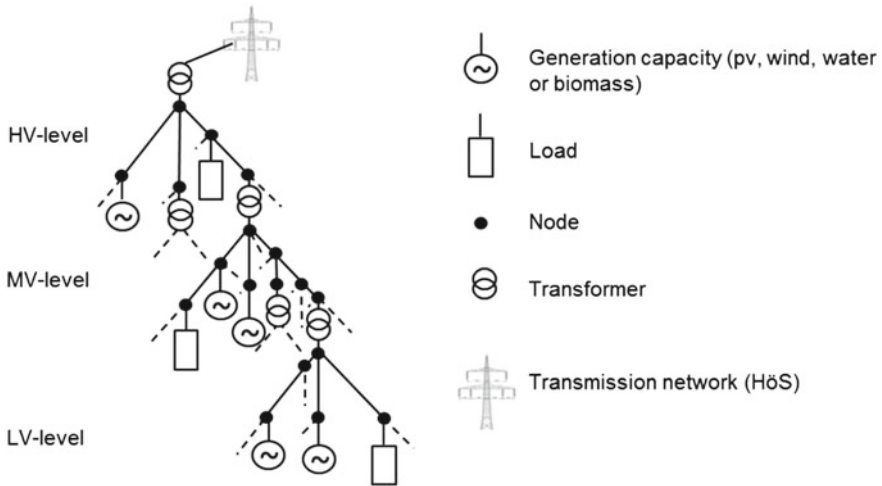 HV-level
MV-level
LV-level
Generation capacity (pv, wind, water
or biomass)
Load
Node
Transformer
Transmission network (HöS)